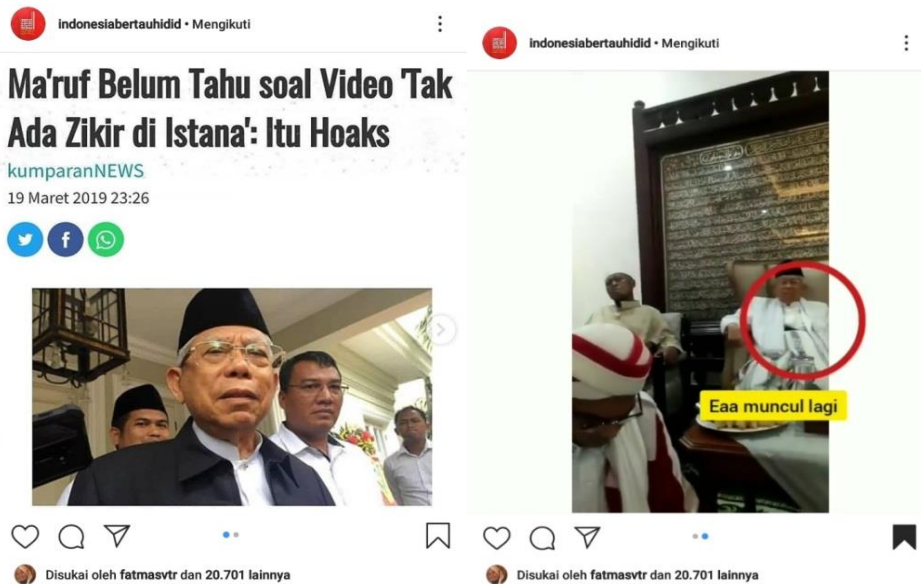 indonesiabertauhidid • Mengikuti
Ma'ruf Belum Tahu soal Video 'Tak
Ada Zikir di Istana': Itu Hoaks
kumparanNEWS
19 Maret 2019 23:26
Disukai oleh fatmasvtr dan 20.701 lainnya
indonesiabertauhidid • Mengikuti
Eaa muncul lagi
Disukai oleh fatmasvtr dan 20.701 lainnya